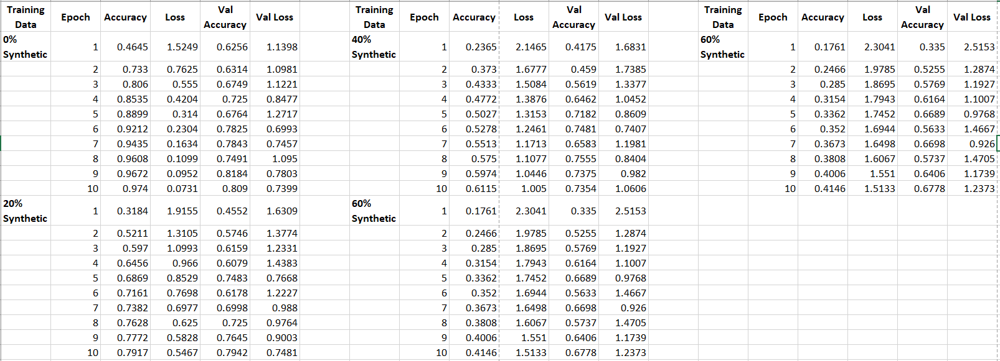 Training Data Epoch Accuracy Loss Val Accuracy Val Loss Training Data Epoch Accuracy Loss Val Accuracy Val Loss Training Data Epoch Accuracy Loss Val Accuracy Val Loss
0% Synthetic 1 0.4645 1.5249 0.6256 1.1398 40% Synthetic 1 0.2365 2.1465 0.4175 1.6831 60% Synthetic 1 0.1761 2.3041 0.335 2.5153
2 0.733 0.7625 0.6314 1.0981 2 0.373 1.6777 0.459 1.7385 2 0.2466 1.9785 0.5255 1.2874
3 0.806 0.555 0.6749 1.1221 3 0.4333 1.5084 0.5619 1.3377 3 0.285 1.8695 0.5769 1.1927
4 0.8535 0.4204 0.725 0.8477 4 0.4772 1.3876 0.6462 1.0452 4 0.3154 1.7943 0.6164 1.1007
5 0.8899 0.314 0.6764 1.2717 5 0.5027 1.3153 0.7182 0.8609 5 0.3362 1.7452 0.6689 0.9768
6 0.9212 0.2304 0.7825 0.6993 6 0.5278 1.2461 0.7481 0.7407 6 0.352 1.6944 0.5633 1.4667
7 0.9435 0.1634 0.7843 0.7457 7 0.5513 1.1713 0.6583 1.1981 7 0.3673 1.6498 0.6698 0.926
8 0.9608 0.1099 0.7491 1.095 8 0.575 1.1077 0.7555 0.8404 8 0.3808 1.6067 0.5737 1.4705
9 0.9672 0.0952 0.8184 0.7803 9 0.5974 1.0446 0.7375 0.982 9 0.4006 1.551 0.6406 1.1739
10 0.974 0.0731 0.809 0.7399 10 0.6115 1.005 0.7354 1.0606 10 0.4146 1.5133 0.6778 1.2373
20% Synthetic 1 0.3184 1.9155 0.4552 1.6309 60% Synthetic 1 0.1761 2.3041 0.335 2.5153
2 0.5211 1.3105 0.5746 1.3774 2 0.2466 1.9785 0.5255 1.2874
3 0.597 1.0993 0.6159 1.2331 3 0.285 1.8695 0.5769 1.1927
4 0.6456 0.966 0.6079 1.4383 4 0.3154 1.7943 0.6164 1.1007
5 0.6869 0.8529 0.7483 0.7668 5 0.3362 1.7452 0.6689 0.9768
6 0.7161 0.7698 0.6178 1.2227 6 0.352 1.6944 0.5633 1.4667
7 0.7382 0.6977 0.6998 0.988 7 0.3673 1.6498 0.6698 0.926
8 0.7628 0.625 0.725 0.9764 8 0.3808 1.6067 0.5737 1.4705
9 0.7772 0.5828 0.7645 0.9003 9 0.4006 1.551 0.6406 1.1739
10 0.7917 0.5467 0.7942 0.7481 10 0.4146 1.5133 0.6778 1.2373